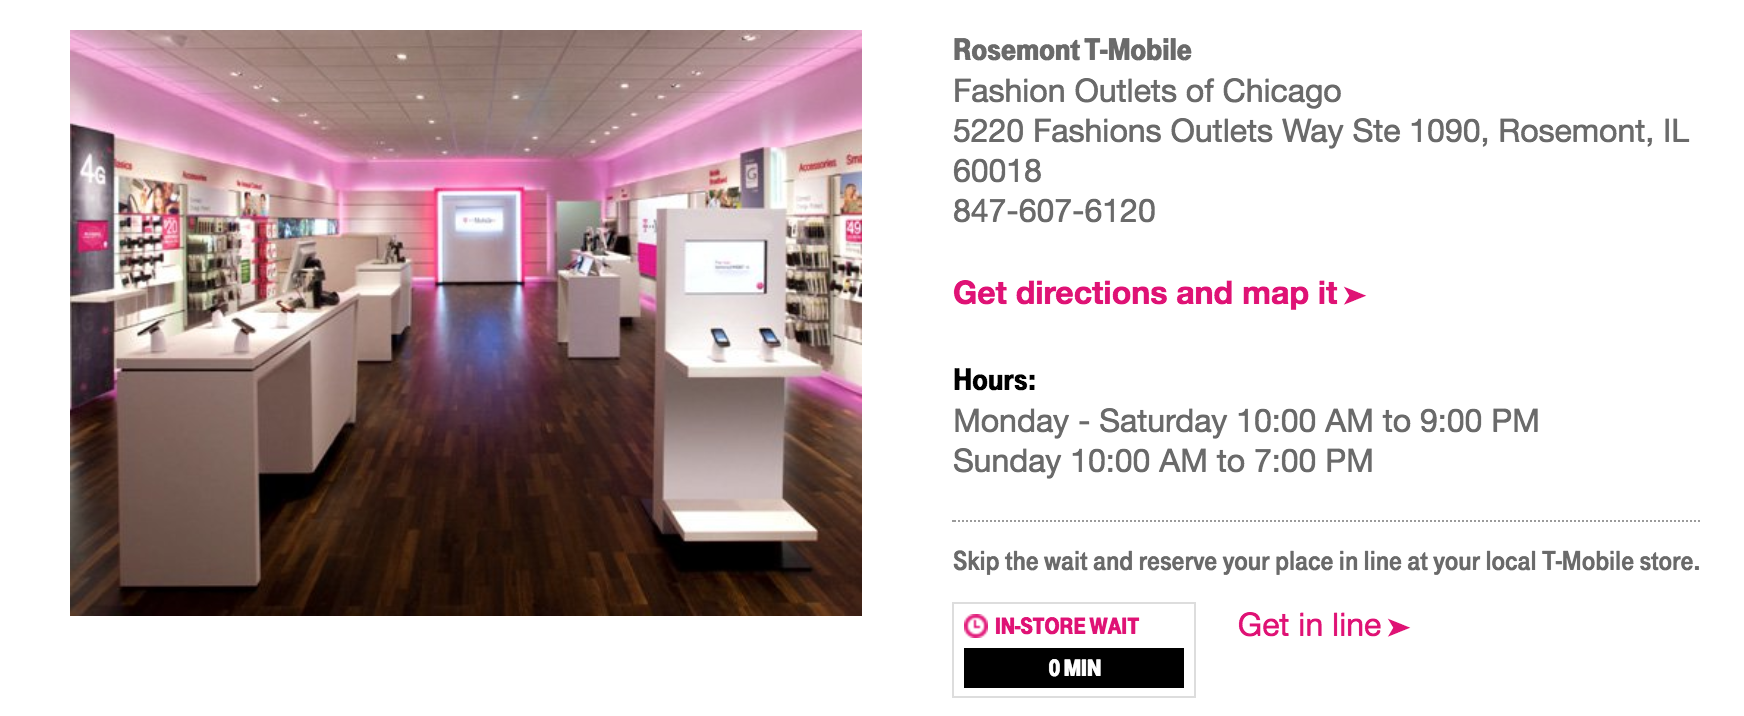 Rosemont T-Mobile
Fashion Outlets of Chicago
5220 Fashions Outlets Way Ste 1090, Rosemont, IL
60018
847-607-6120
Get directions and map it
Hours:
Monday - Saturday 10:00 AM to 9:00 PM
Sunday 10:00 AM to 7:00 PM
Skip the wait and reserve your place in line at your local T-Mobile store.
IN-STORE WAIT
Get in line
0 MIN
4G
Accessories
Accessories
T-Mobile
G